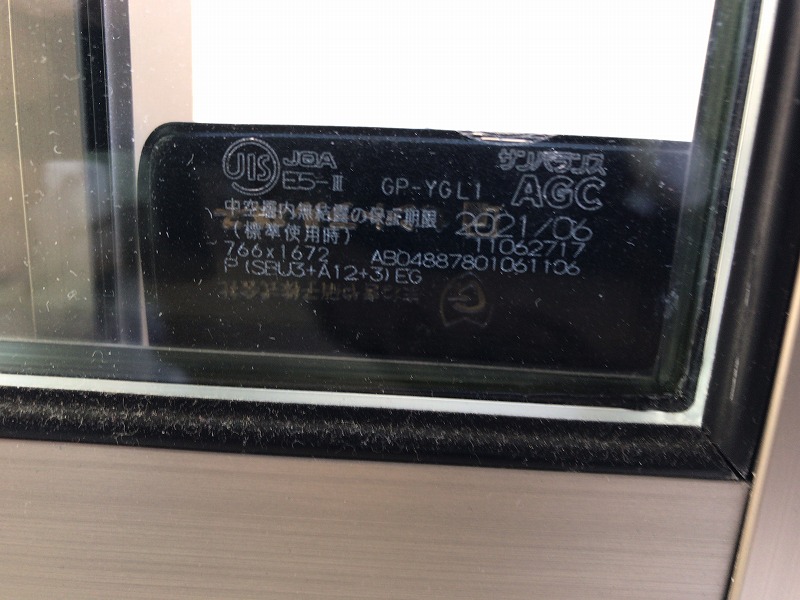 JIS JQA サンバランス
E5-Ⅲ GP-YGL1 AGC
中空層内無結露の保証期限 2021/06
(標準使用時) 11062717
766x1672 AB04887801061106
P(SBU3+A12+3)EG